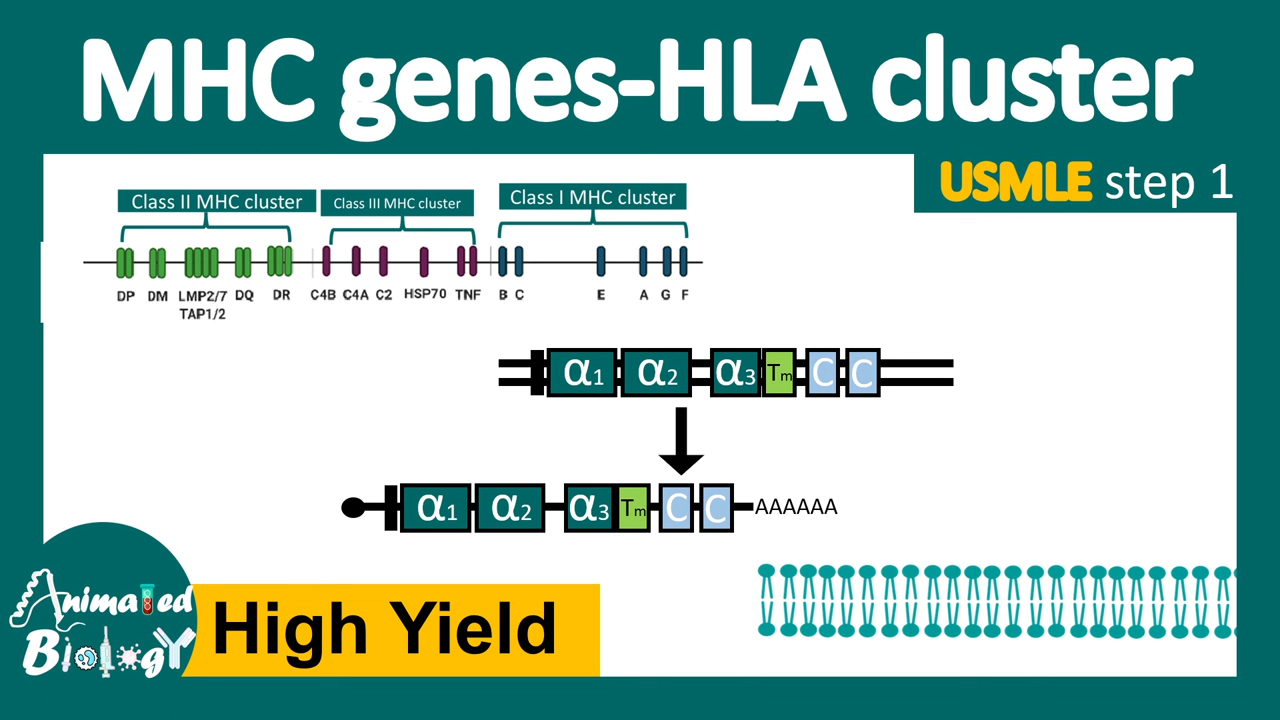 MHC genes-HLA cluster
USMLE step 1
Class II MHC cluster
Class III MHC cluster
Class I MHC cluster
DP DM LMP2/7 DQ DR C4B C4A C2 HSP70 TNF B C E A G F
TAP1/2
α1 α2 α3 Tm C C
α1 α2 α3 Tm C C AAAAAA
Animated
Biology
High Yield